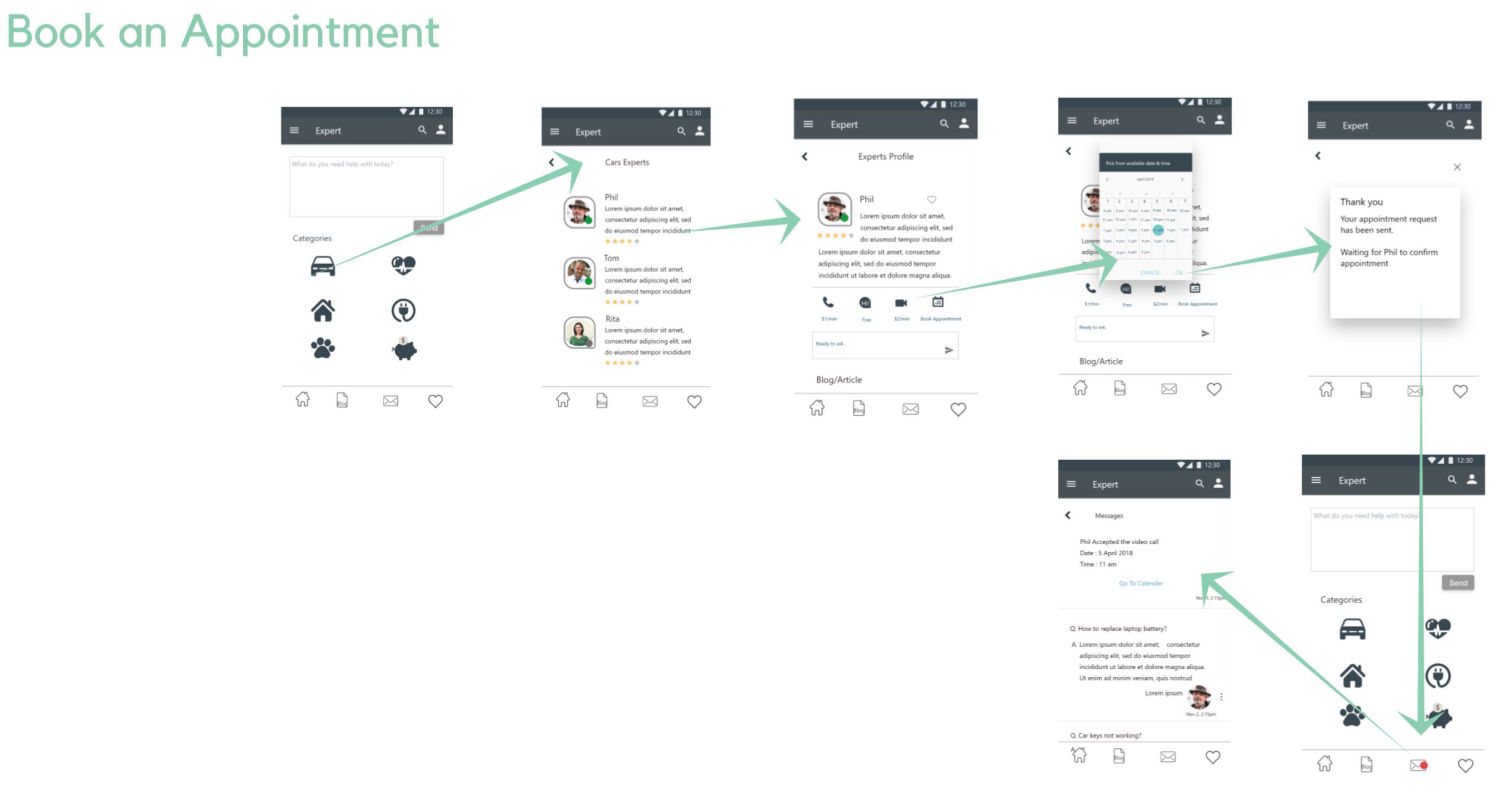 Book an Appointment
12:30
Expert
What do you need help with today?
Send
Categories
12:30
Expert
Cars Experts
Phil
Lorem ipsum dolor sit amet,
consectetur adipiscing elit, sed
do eiusmod tempor incididunt
Tom
Lorem ipsum dolor sit amet,
consectetur adipiscing elit, sed
do eiusmod tempor incididunt
Rita
Lorem ipsum dolor sit amet,
consectetur adipiscing elit, sed
do eiusmod tempor incididunt
12:30
Expert
Experts Profile
Phil
Lorem ipsum dolor sit amet,
consectetur adipiscing elit, sed
do eiusmod tempor incididunt
Lorem ipsum dolor sit amet, consectetur
adipiscing elit, sed do eiusmod tempor
incididunt ut labore et dolore magna aliqua.
Hi!
$1/min
Free
$2/min
Book Appointment
Ready to ask.
Blog/Article
Blog
12:30
Expert
Pick from available date & time
April 2018
1 2 3 4 5 6 7
CANCEL OK
Hi!
$1/min
Free
$2/min
Book Appointment
Ready to ask.
Blog/Article
Blog
12:30
Expert
Thank you
Your appointment request
has been sent.
Waiting for Phil to confirm
appointment
Blog
12:30
Expert
Messages
Phil Accepted the video call
Date : 5 April 2018
Time : 11 am
Go To Calender
Q. How to replace laptop battery?
A. Lorem ipsum dolor sit amet, consectetur
adipiscing elit, sed do eiusmod tempor
incididunt ut labore et dolore magna aliqua.
Ut enim ad minim veniam, quis nostrud
Lorem ipsum
Nov 2, 2:15pm
Q. Car keys not working?
Blog
12:30
Expert
What do you need help with today
Send
Categories
$
Blog